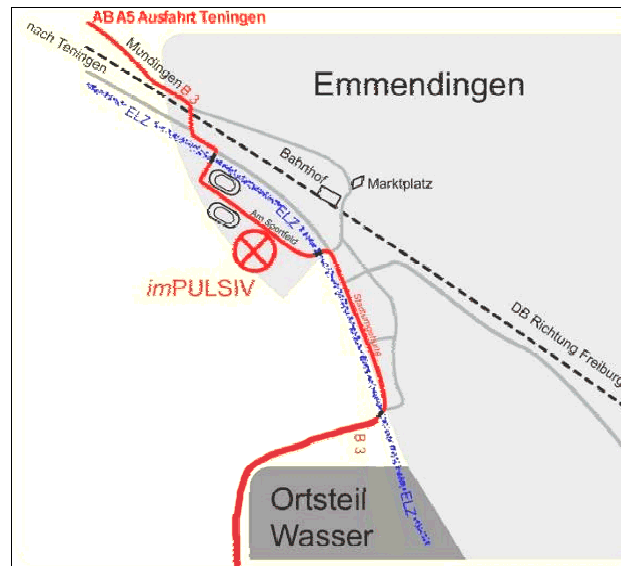 AB A5 Ausfahrt Teningen
nach Teningen
Mundingen
B 3
Emmendingen
ELZ
Bahnhof
Marktplatz
Am Sportfeld
ELZ
imPULSIV
DB Richtung Freiburg
B 3
Ortsteil
Wasser
ELZ